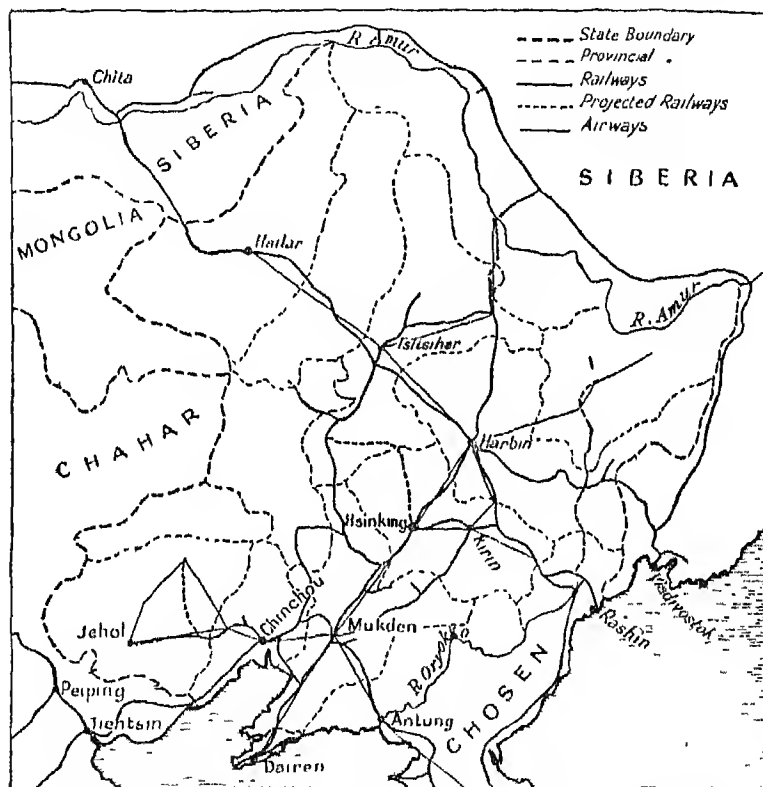 R. Amur
State Boundary
Provincial "
Railways
Projected Railways
Airways
Chita
SIBERIA
SIBERIA
MONGOLIA
Hailar
R. Amur
Tsitsihar
CHAHAR
Harbin
Hsinking
Kirin
Vladivostok
Rashin
Jehol
Chinchou
Mukden
R Oryokko
CHOSEN
Peiping
Tientsin
Antung
Dairen